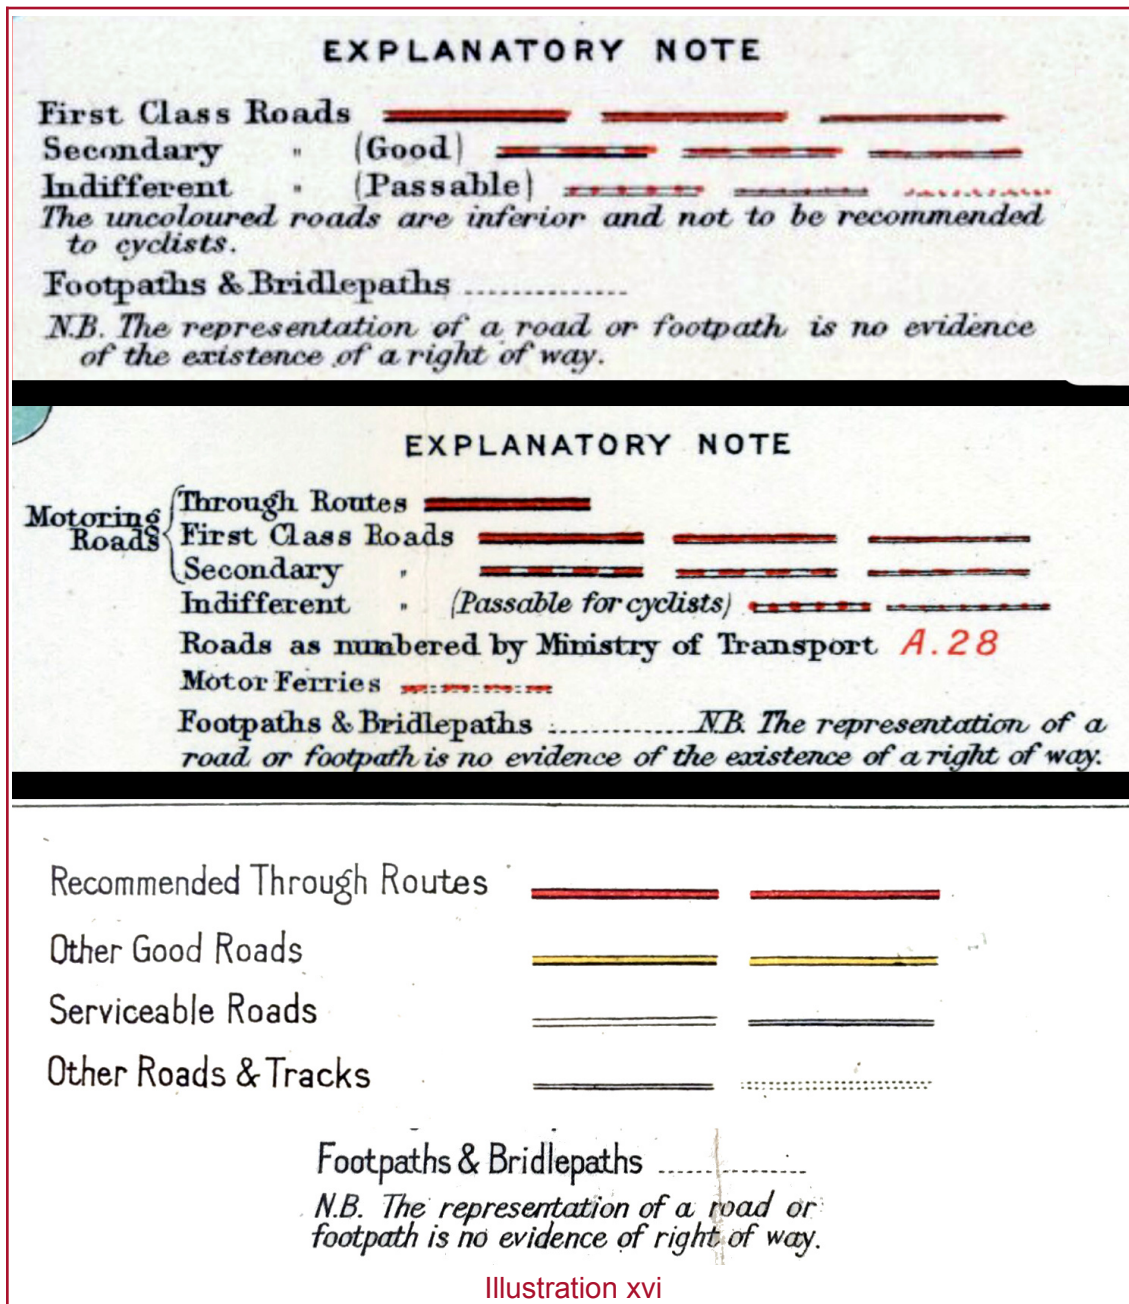 EXPLANATORY NOTE
First Class Roads
Secondary " (Good)
Indifferent " (Passable)
The uncoloured roads are inferior and not to be recommended
to cyclists.
Footpaths & Bridlepaths ..............
N.B. The representation of a road or footpath is no evidence
of the existence of a right of way.
EXPLANATORY NOTE
Motoring Roads
Through Routes
First Class Roads
Secondary "
Indifferent " (Passable for cyclists)
Roads as numbered by Ministry of Transport A.28
Motor Ferries
Footpaths & Bridlepaths .............. N.B. The representation of a
road or footpath is no evidence of the existence of a right of way.
Recommended Through Routes
Other Good Roads
Serviceable Roads
Other Roads & Tracks
Footpaths & Bridlepaths ..............
N.B. The representation of a road or
footpath is no evidence of right of way.
Illustration xvi